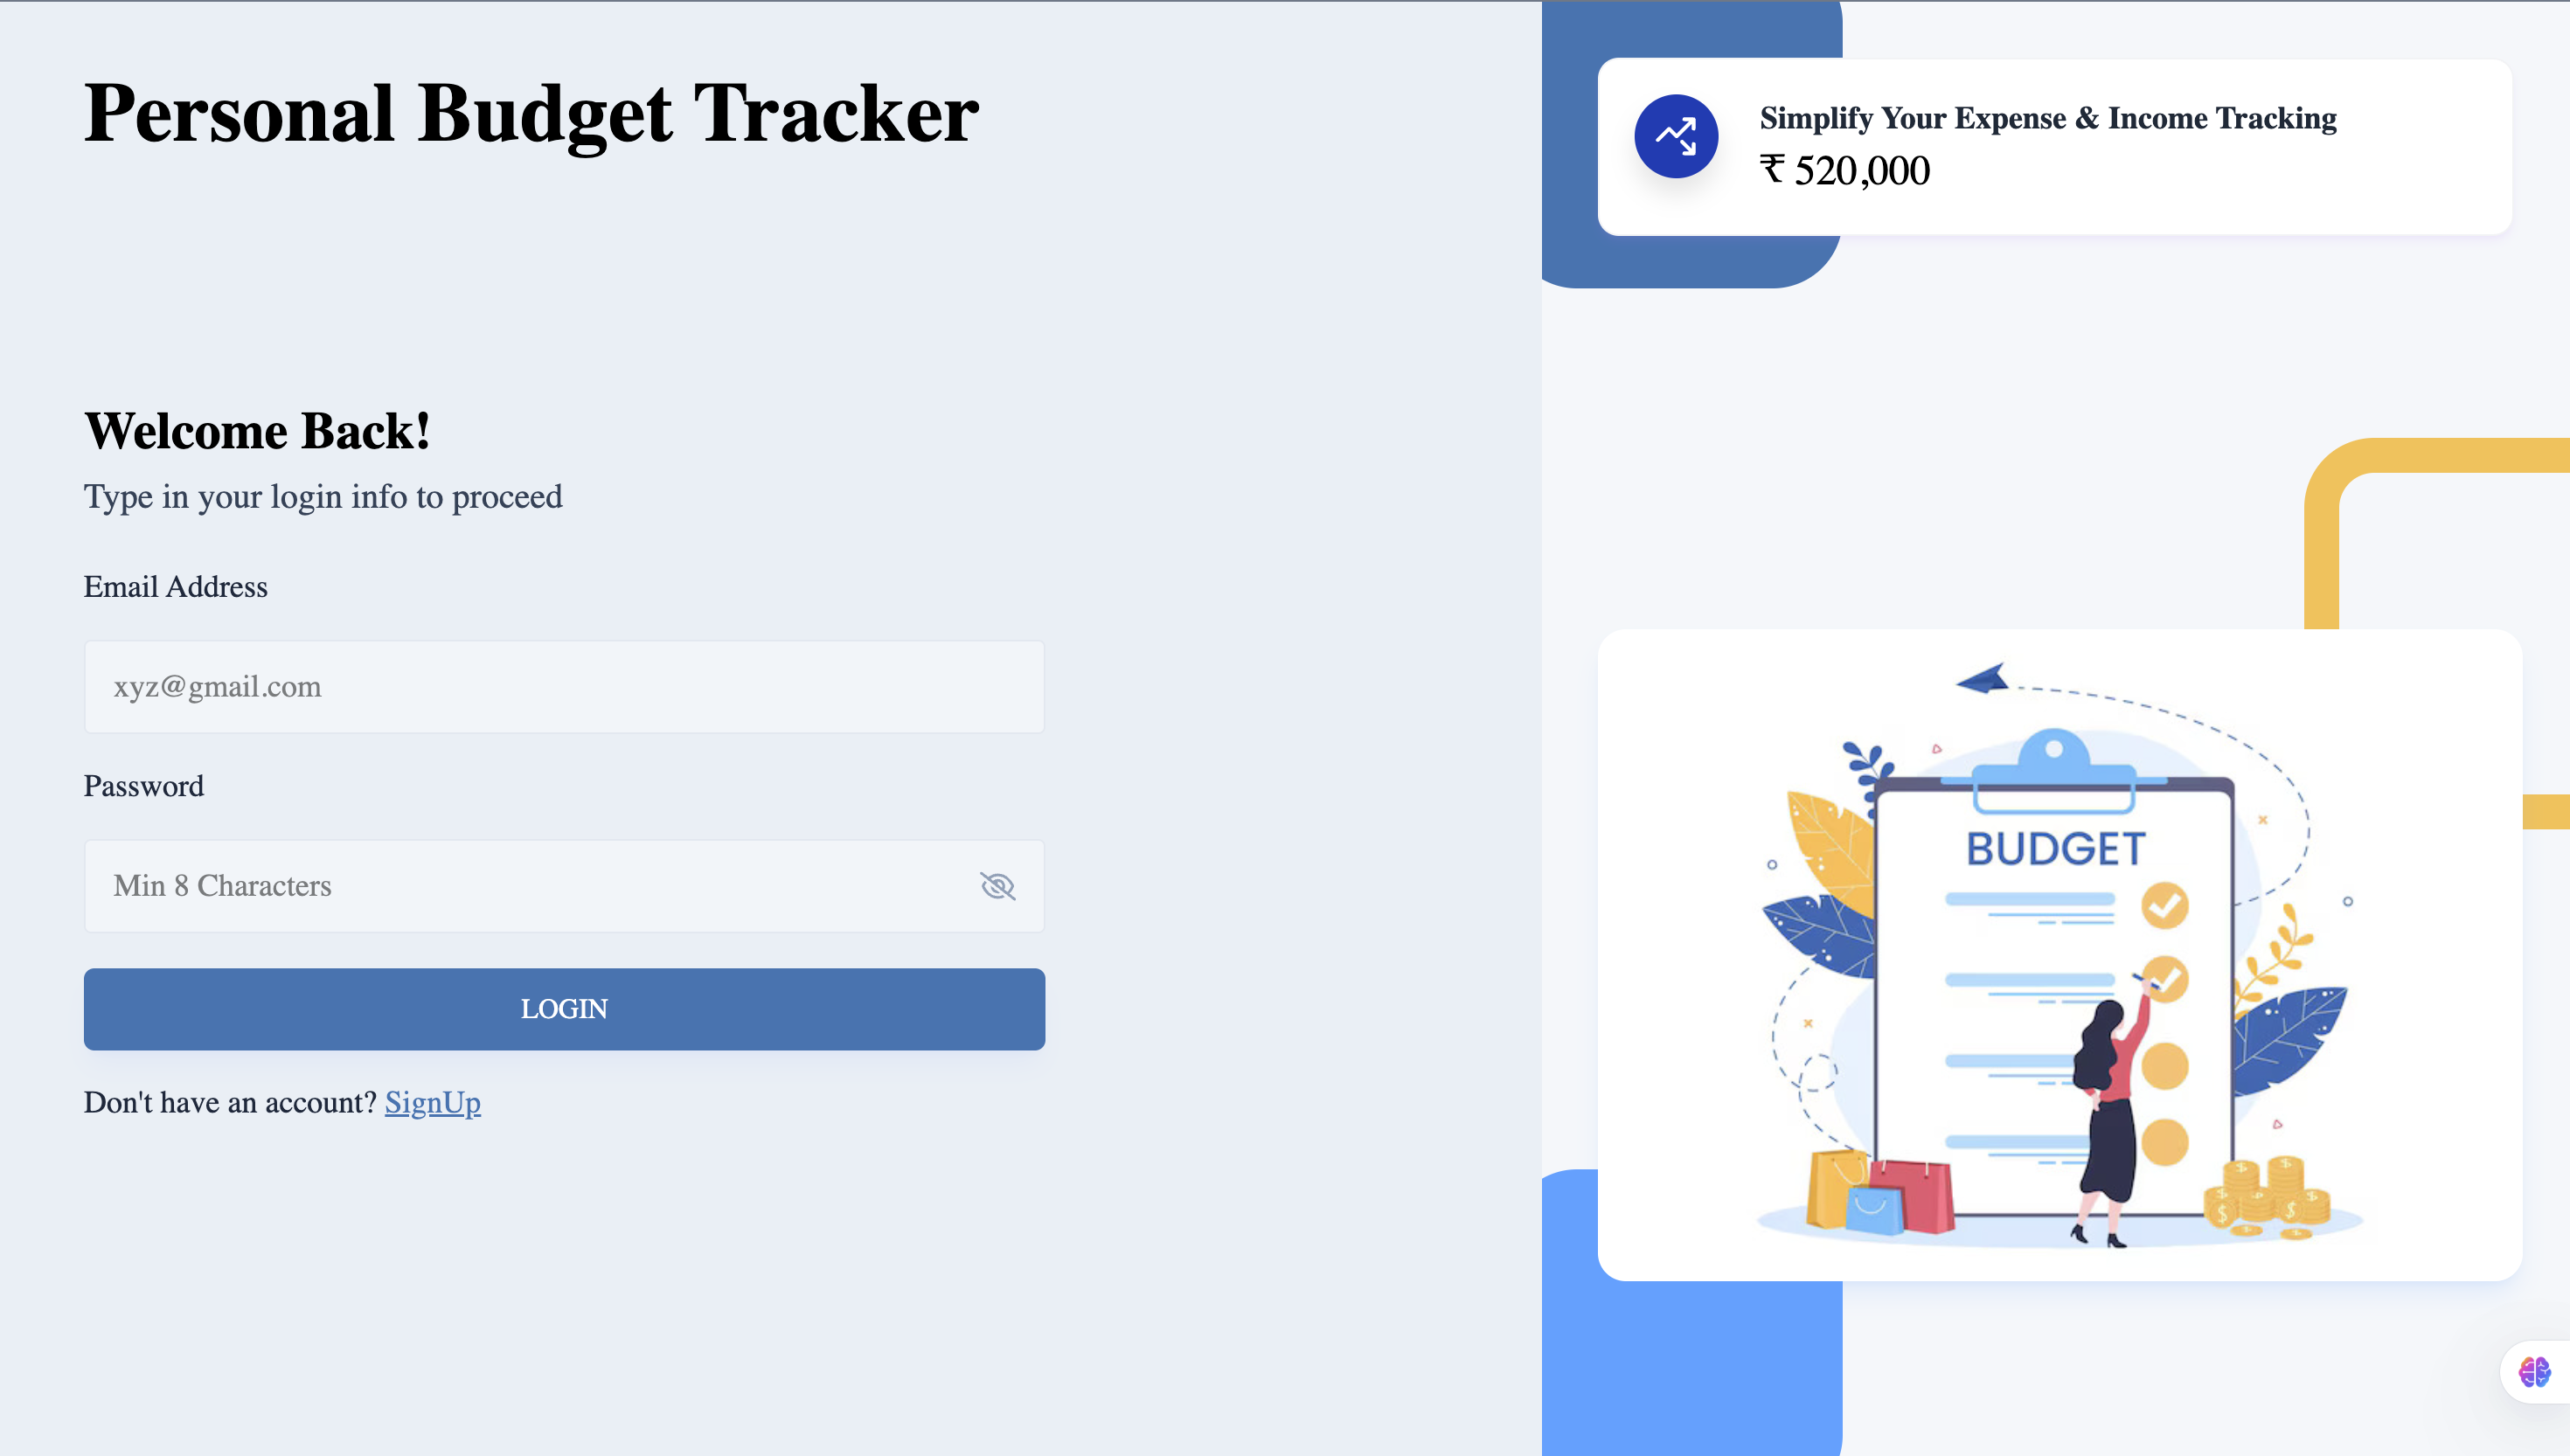 Personal Budget Tracker
Welcome Back!
Type in your login info to proceed
Email Address
xyz@gmail.com
Password
Min 8 Characters
LOGIN
Don't have an account? SignUp
Simplify Your Expense & Income Tracking
₹ 520,000
BUDGET